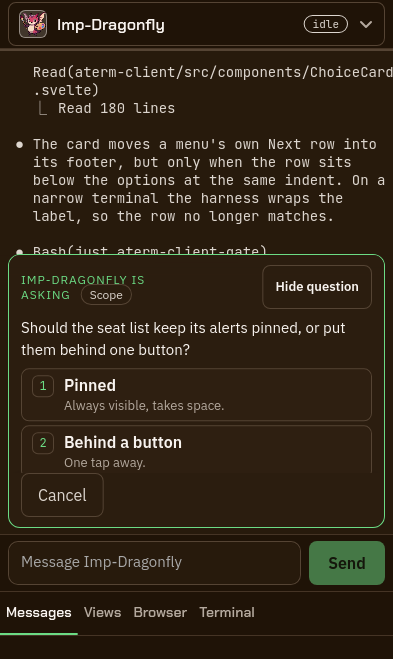 Imp-Dragonfly
idle
Read(aterm-client/src/components/ChoiceCard
.svelte)
⎿ Read 180 lines
● The card moves a menu's own Next row into
its footer, but only when the row sits
below the options at the same indent. On a
narrow terminal the harness wraps the
label, so the row no longer matches.
● Bash(just aterm-client-gate)
IMP-DRAGONFLY IS
ASKING Scope
Hide question
Should the seat list keep its alerts pinned, or put
them behind one button?
1 Pinned
Always visible, takes space.
2 Behind a button
One tap away.
Cancel
Message Imp-Dragonfly
Send
Messages Views Browser Terminal